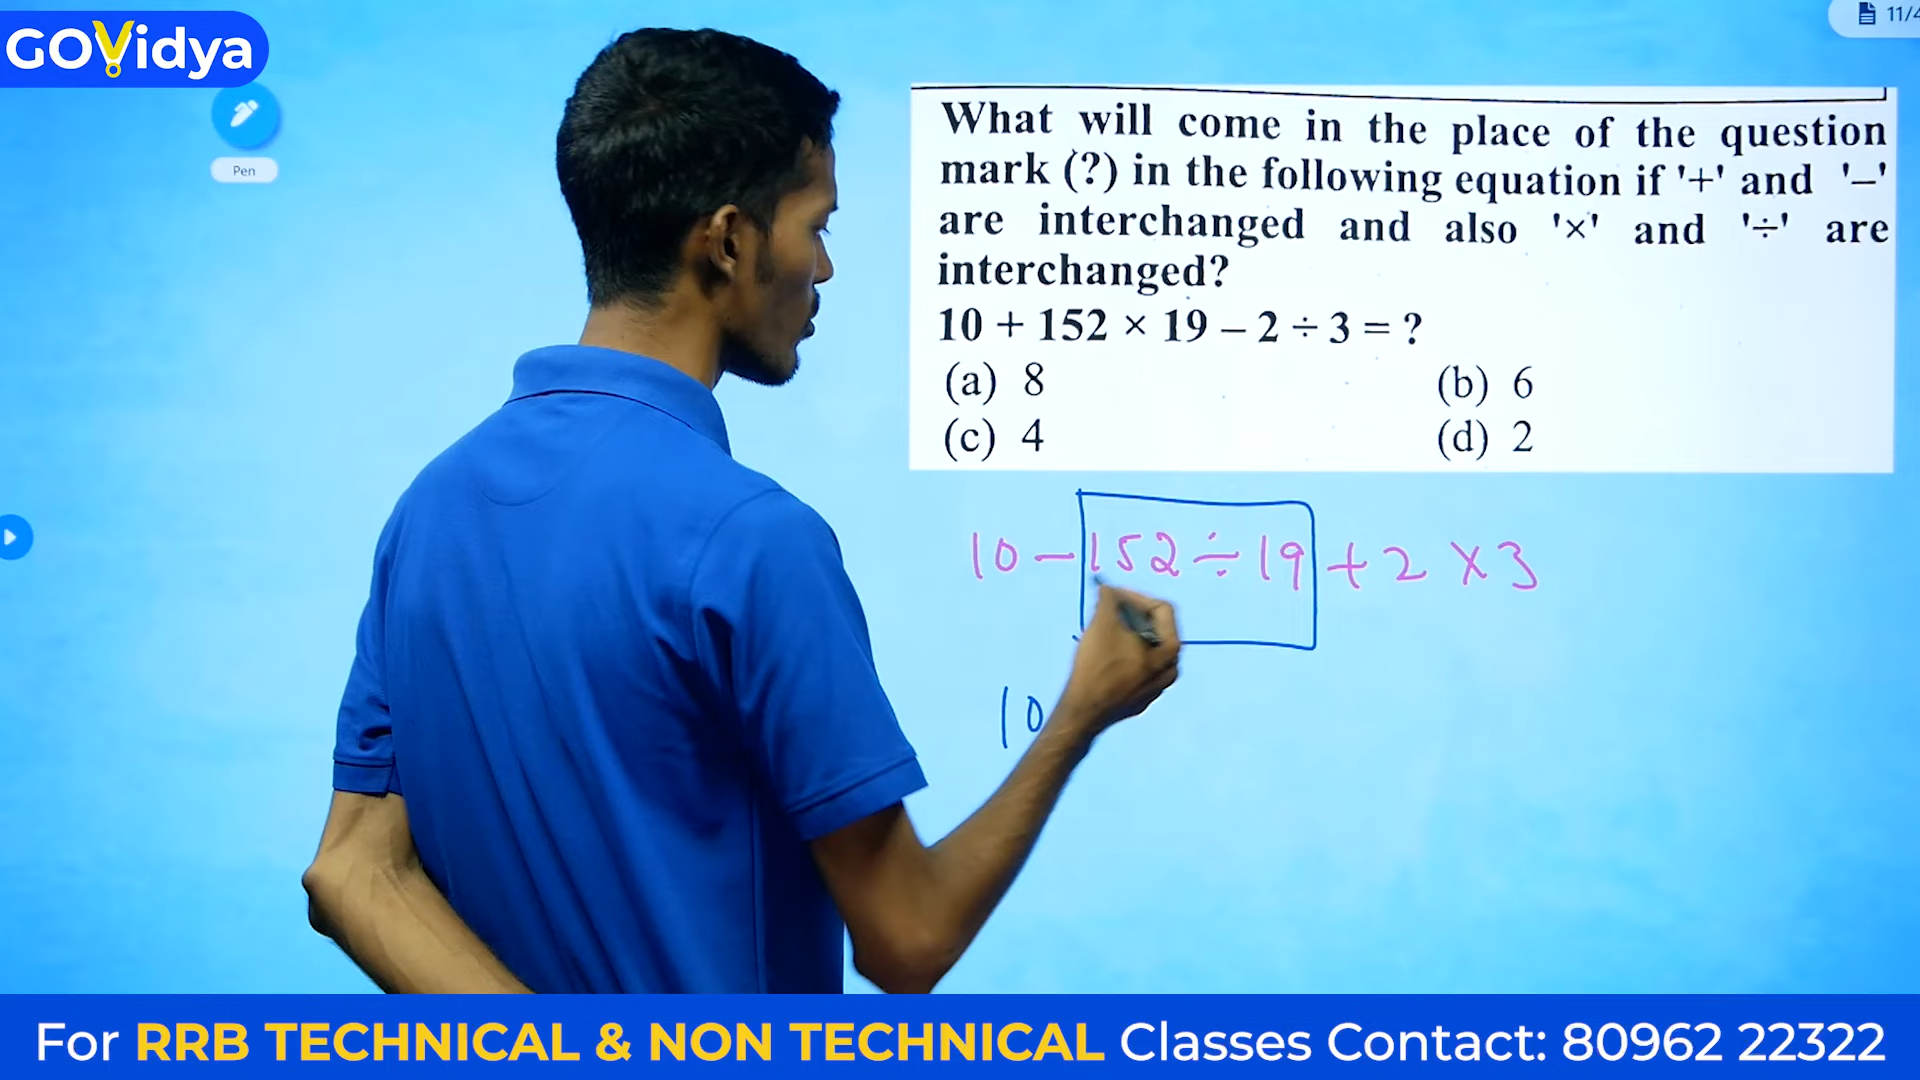 GOVidya
11/4
Pen
What will come in the place of the question
mark (?) in the following equation if '+' and '–'
are interchanged and also '×' and '÷' are
interchanged?
10 + 152 × 19 – 2 ÷ 3 = ?
(a) 8 (b) 6
(c) 4 (d) 2
10 – 152 ÷ 19 + 2 × 3
10
For RRB TECHNICAL & NON TECHNICAL Classes Contact: 80962 22322